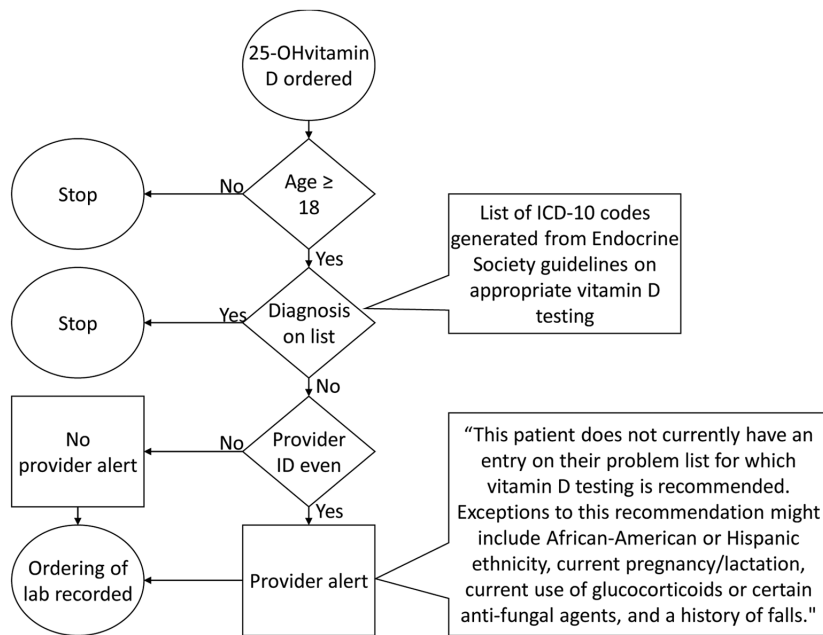 25-OHvitamin
D ordered
No
Age ≥
18
Stop
Yes
List of ICD-10 codes
generated from Endocrine
Society guidelines on
appropriate vitamin D
testing
Stop
Yes
Diagnosis
on list
No
No
provider alert
No
Provider
ID even
Yes
“This patient does not currently have an
entry on their problem list for which
vitamin D testing is recommended.
Exceptions to this recommendation might
include African-American or Hispanic
ethnicity, current pregnancy/lactation,
current use of glucocorticoids or certain
anti-fungal agents, and a history of falls."
Ordering of
lab recorded
Provider alert